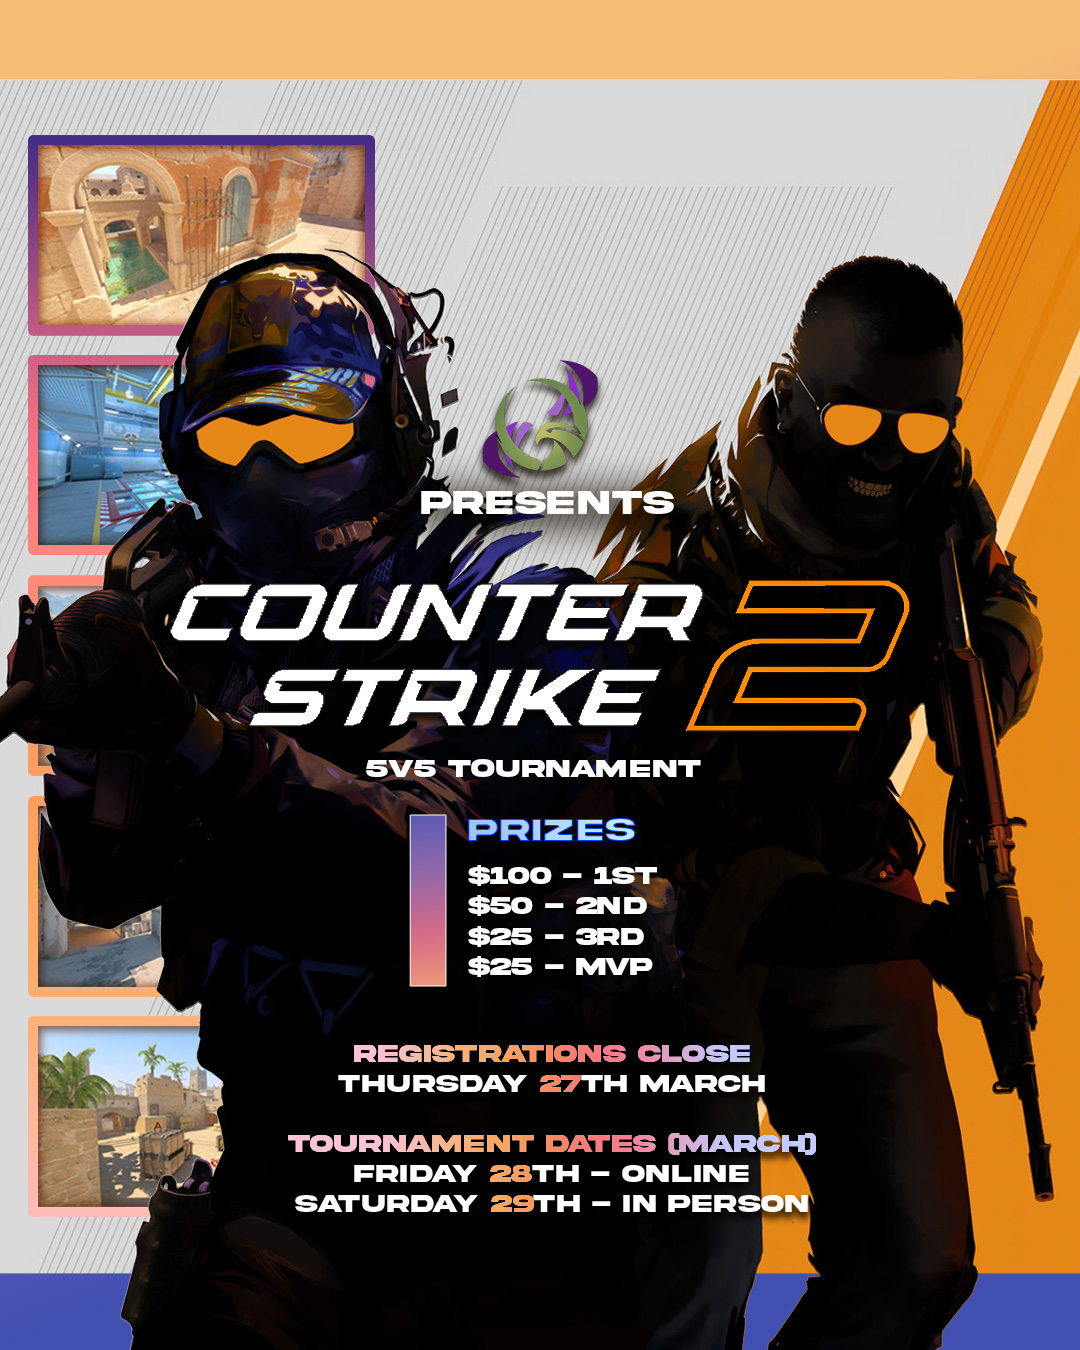 PRESENTS
COUNTER
STRIKE 2
5V5 TOURNAMENT
PRIZES
$100 – 1ST
$50 – 2ND
$25 – 3RD
$25 – MVP
REGISTRATIONS CLOSE
THURSDAY 27TH MARCH
TOURNAMENT DATES (MARCH)
FRIDAY 28TH – ONLINE
SATURDAY 29TH – IN PERSON